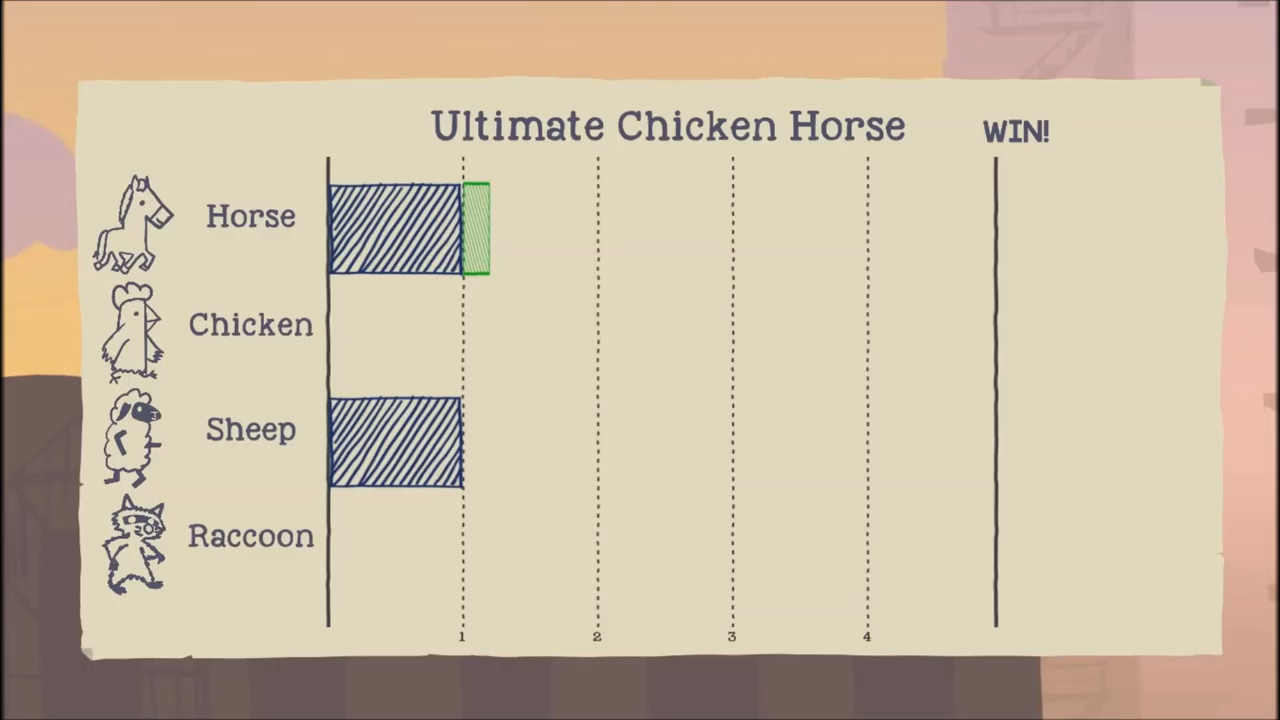 Ultimate Chicken Horse
WIN!
Horse
Chicken
Sheep
Raccoon
1 2 3 4